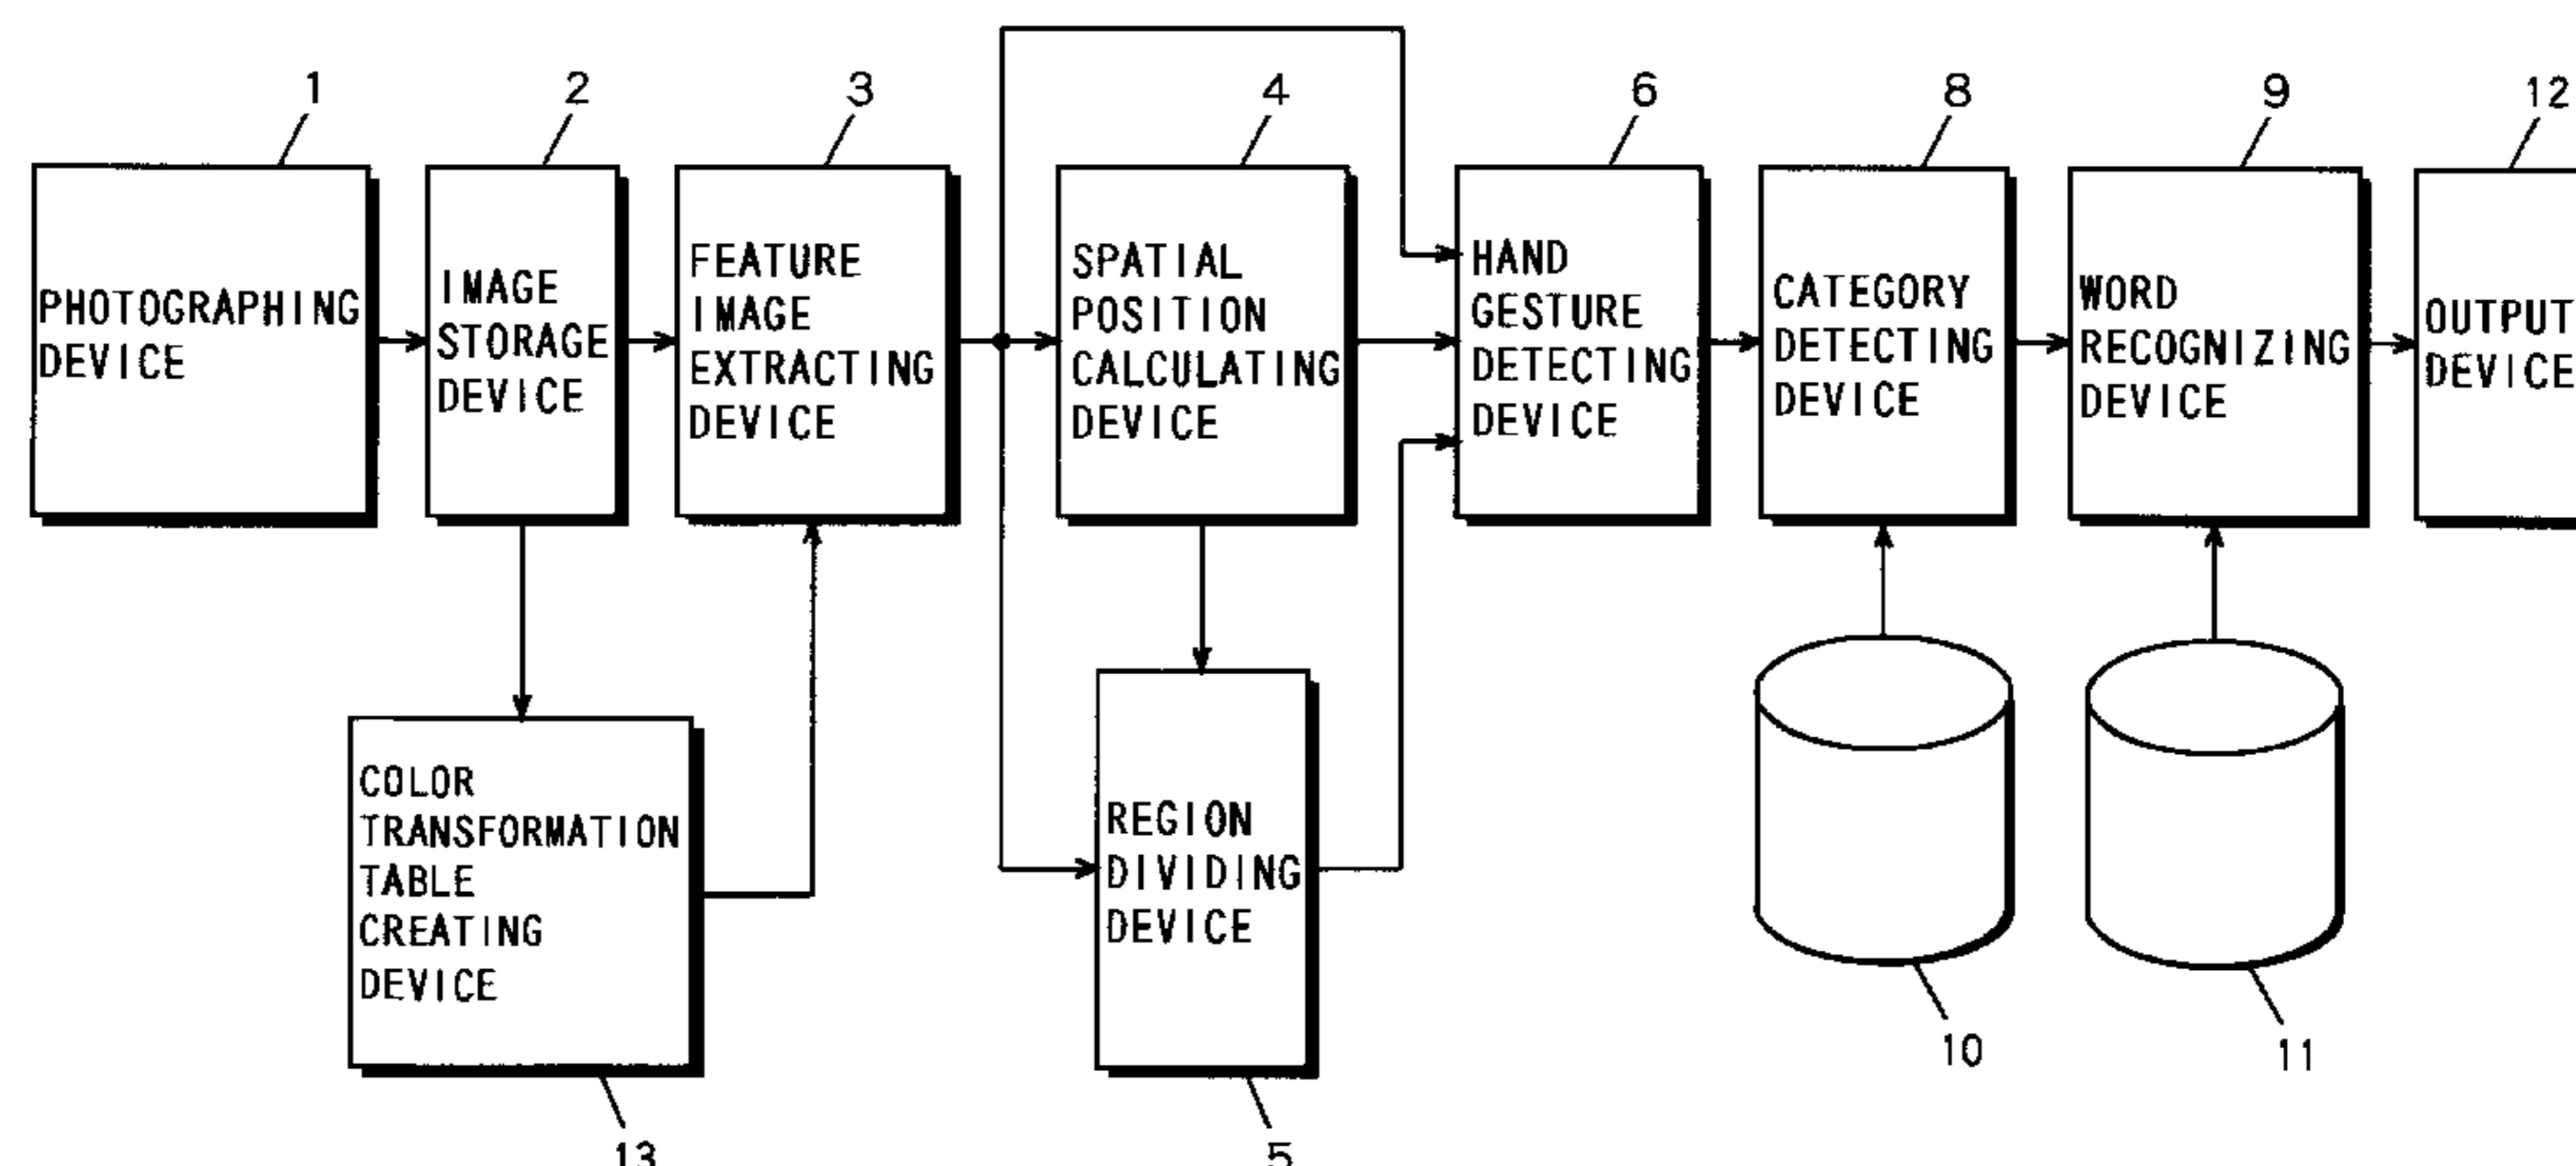 1
2
3
4
6
8
9
12
PHOTOGRAPHING
DEVICE
IMAGE
STORAGE
DEVICE
FEATURE
IMAGE
EXTRACTING
DEVICE
SPATIAL
POSITION
CALCULATING
DEVICE
HAND
GESTURE
DETECTING
DEVICE
CATEGORY
DETECTING
DEVICE
WORD
RECOGNIZING
DEVICE
OUTPUT
DEVICE
COLOR
TRANSFORMATION
TABLE
CREATING
DEVICE
REGION
DIVIDING
DEVICE
10
11
13
5